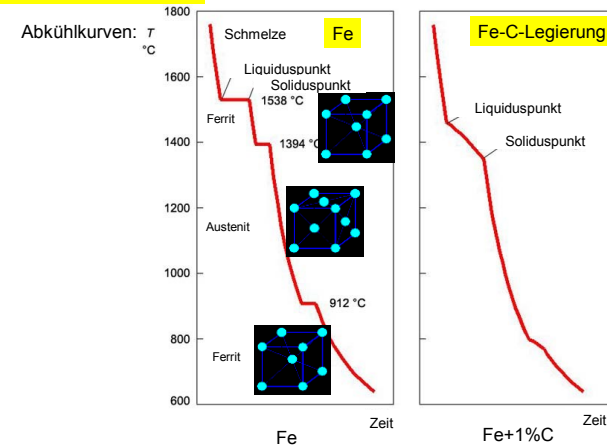 Abkühlkurven:
T
°C
1800
1600
1400
1200
1000
800
600
Schmelze
Fe
Liquiduspunkt
Soliduspunkt
1538 °C
Ferrit
1394 °C
Austenit
912 °C
Ferrit
Zeit
Fe
Fe-C-Legierung
Liquiduspunkt
Soliduspunkt
Zeit
Fe+1%C